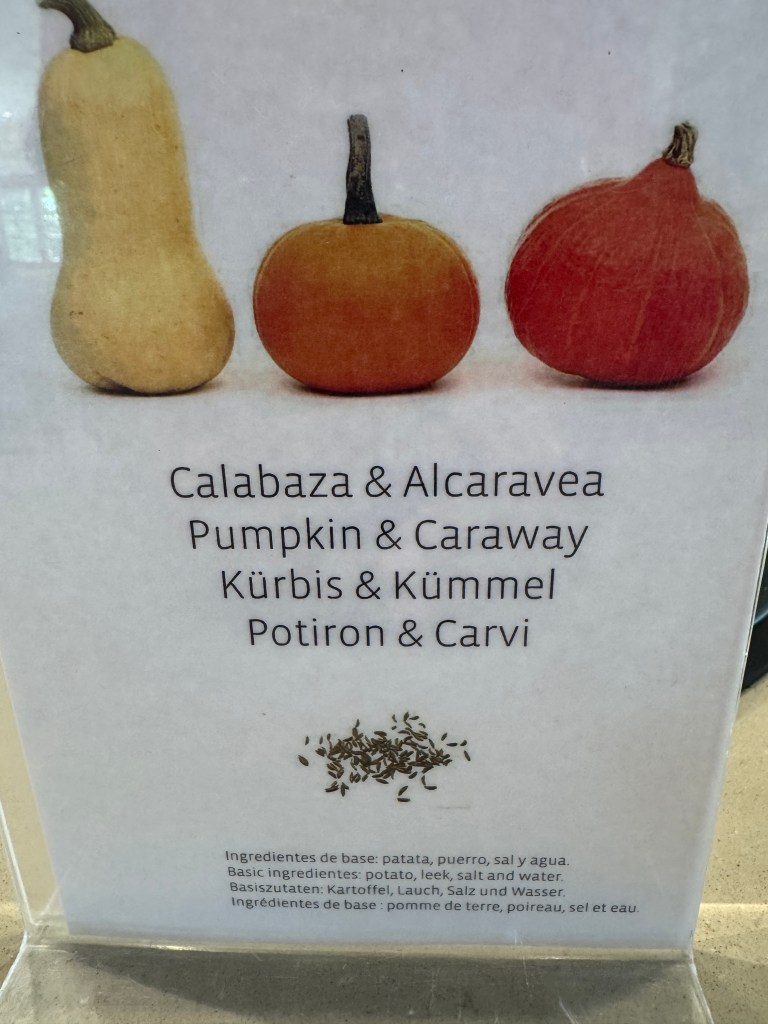 Calabaza & Alcaravea
Pumpkin & Caraway
Kürbis & Kümmel
Potiron & Carvi
Ingredientes de base: patata, puerro, sal y agua.
Basic ingredients: potato, leek, salt and water.
Basiszutaten: Kartoffel, Lauch, Salz und Wasser.
Ingrédientes de base : pomme de terre, poireau, sel et eau.